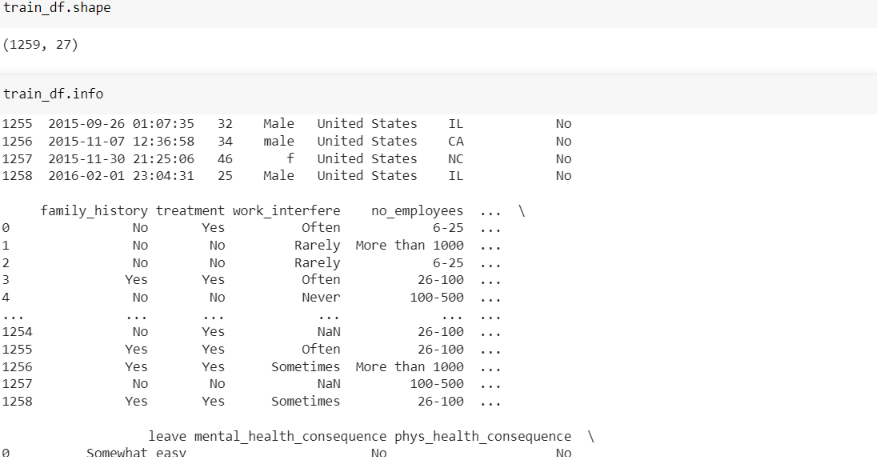 train_df.shape
(1259, 27)
train_df.info
1255  2015-09-26 01:07:35   32     Male   United States    IL            No
1256  2015-11-07 12:36:58   34     male   United States    CA            No
1257  2015-11-30 21:25:06   46        f   United States    NC            No
1258  2016-02-01 23:04:31   25     Male   United States    IL            No
     family_history treatment work_interfere    no_employees  ...  \
0                No       Yes          Often            6-25  ...
1                No        No         Rarely  More than 1000  ...
2                No        No         Rarely            6-25  ...
3               Yes       Yes          Often          26-100  ...
4                No        No          Never         100-500  ...
...             ...       ...            ...             ...  ...
1254             No       Yes            NaN          26-100  ...
1255            Yes       Yes          Often          26-100  ...
1256            Yes       Yes      Sometimes  More than 1000  ...
1257             No        No            NaN         100-500  ...
1258            Yes       Yes      Sometimes          26-100  ...
                   leave mental_health_consequence phys_health_consequence  \
0          Somewhat easy                        No                      No